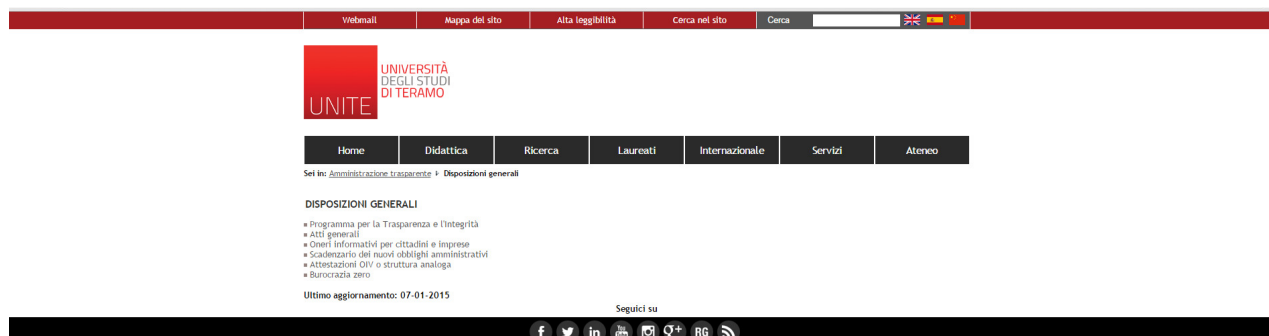 Webmail Mappa del sito Alta leggibilità Cerca nel sito Cerca
UNIVERSITÀ
DEGLI STUDI
DI TERAMO
UNITE
Home Didattica Ricerca Laureati Internazionale Servizi Ateneo
Sei in: Amministrazione trasparente Disposizioni generali
DISPOSIZIONI GENERALI
Programma per la Trasparenza e l'Integrità
Atti generali
Oneri informativi per cittadini e imprese
Scadenzario dei nuovi obblighi amministrativi
Attestazioni OIV o struttura analoga
Burocrazia zero
Ultimo aggiornamento: 07-01-2015
Seguici su
f in You g+ RG